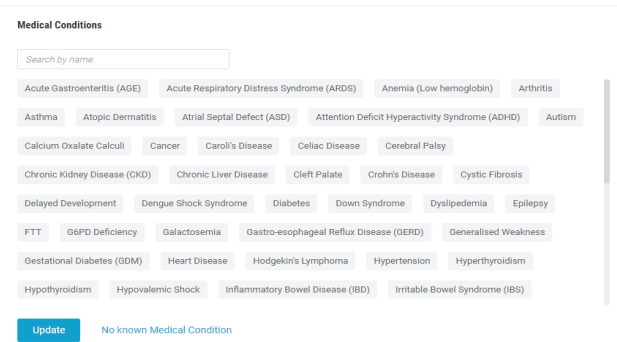 Medical Conditions
Search by name
Acute Gastroenteritis (AGE) Acute Respiratory Distress Syndrome (ARDS) Anemia (Low hemoglobin) Arthritis
Asthma Atopic Dermatitis Atrial Septal Defect (ASD) Attention Deficit Hyperactivity Syndrome (ADHD) Autism
Calcium Oxalate Calculi Cancer Caroli's Disease Celiac Disease Cerebral Palsy
Chronic Kidney Disease (CKD) Chronic Liver Disease Cleft Palate Crohn's Disease Cystic Fibrosis
Delayed Development Dengue Shock Syndrome Diabetes Down Syndrome Dyslipedemia Epilepsy
FTT G6PD Deficiency Galactosemia Gastro-esophageal Reflux Disease (GERD) Generalised Weakness
Gestational Diabetes (GDM) Heart Disease Hodgekin's Lymphoma Hypertension Hyperthyroidism
Hypothyroidism Hypovalemic Shock Inflammatory Bowel Disease (IBD) Irritable Bowel Syndrome (IBS)
Update No known Medical Condition